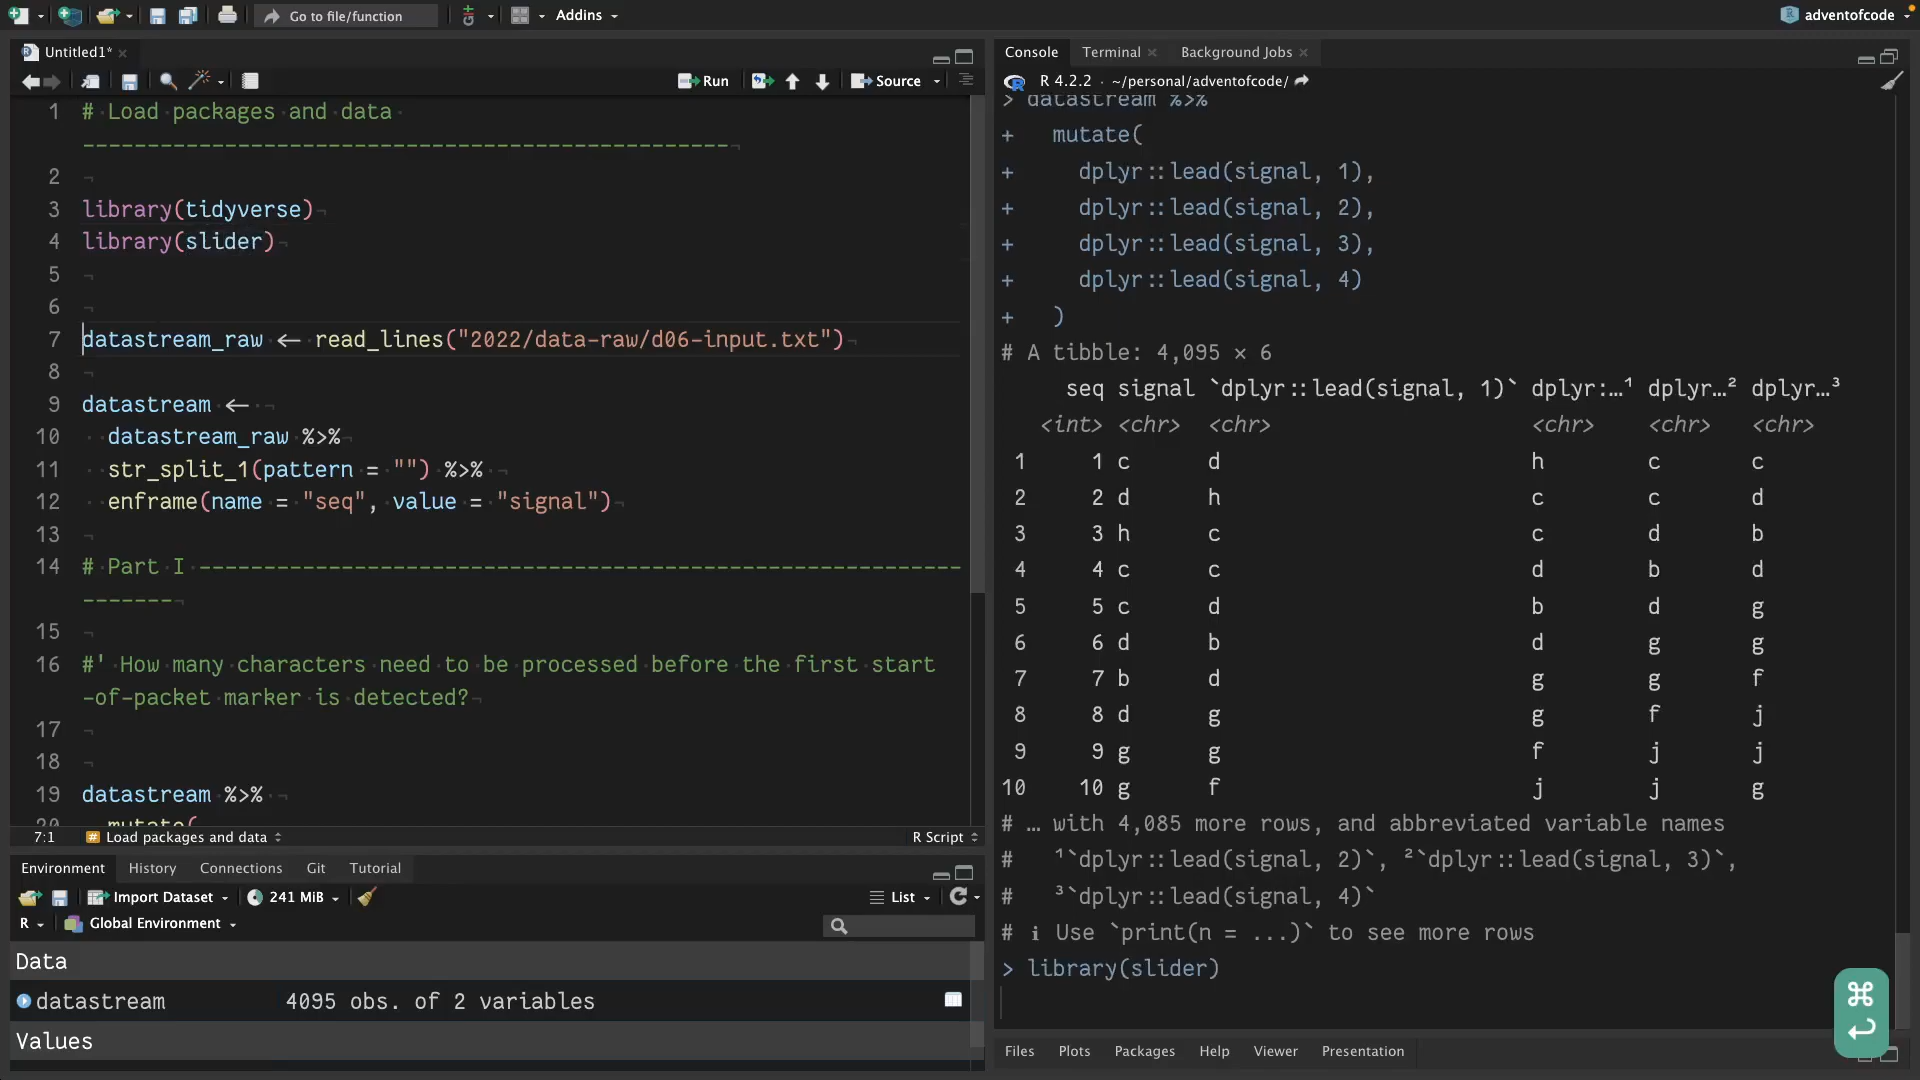 Go to file/function
Addins
adventofcode
Untitled1*
Run
Source
1 # Load packages and data
--------------------------------------------------
2
3 library(tidyverse)
4 library(slider)
5
6
7 datastream_raw <- read_lines("2022/data-raw/d06-input.txt")
8
9 datastream <-
10 datastream_raw %>%
11 str_split_1(pattern = "") %>%
12 enframe(name = "seq", value = "signal")
13
14 # Part I -----------------------------------------------------------
-------
15
16 #' How many characters need to be processed before the first start
-of-packet marker is detected?
17
18
19 datastream %>%
20 mutate(
7:1 Load packages and data R Script
Environment History Connections Git Tutorial
Import Dataset 241 MiB List
R Global Environment
Data
datastream 4095 obs. of 2 variables
Values
Console Terminal Background Jobs
R 4.2.2 · ~/personal/adventofcode/
> datastream %>%
+ mutate(
+ dplyr::lead(signal, 1),
+ dplyr::lead(signal, 2),
+ dplyr::lead(signal, 3),
+ dplyr::lead(signal, 4)
+ )
# A tibble: 4,095 × 6
seq signal `dplyr::lead(signal, 1)` dplyr:…¹ dplyr…² dplyr…³
<int> <chr> <chr> <chr> <chr> <chr>
1 1 c d h c c
2 2 d h c c d
3 3 h c c d b
4 4 c c d b d
5 5 c d b d g
6 6 d b d g g
7 7 b d g g f
8 8 d g g f j
9 9 g g f j j
10 10 g f j j g
# … with 4,085 more rows, and abbreviated variable names
# ¹`dplyr::lead(signal, 2)`, ²`dplyr::lead(signal, 3)`,
# ³`dplyr::lead(signal, 4)`
# ℹ Use `print(n = ...)` to see more rows
> library(slider)
Files Plots Packages Help Viewer Presentation
⌘